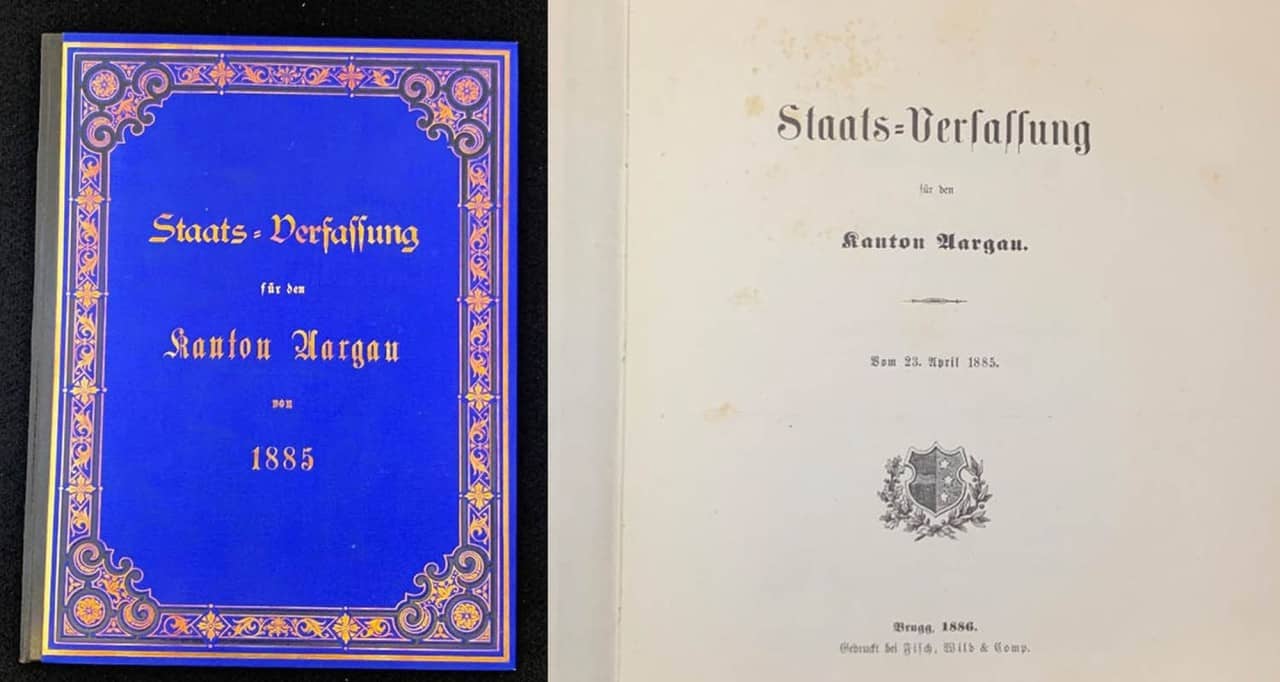 Staats=Verfassung
für den
Kanton Aargau
von
1885
Staats=Verfassung
für den
Kanton Aargau.
Vom 23. April 1885.
Brugg, 1886.
Gedruckt bei Fisch, Wild & Comp.